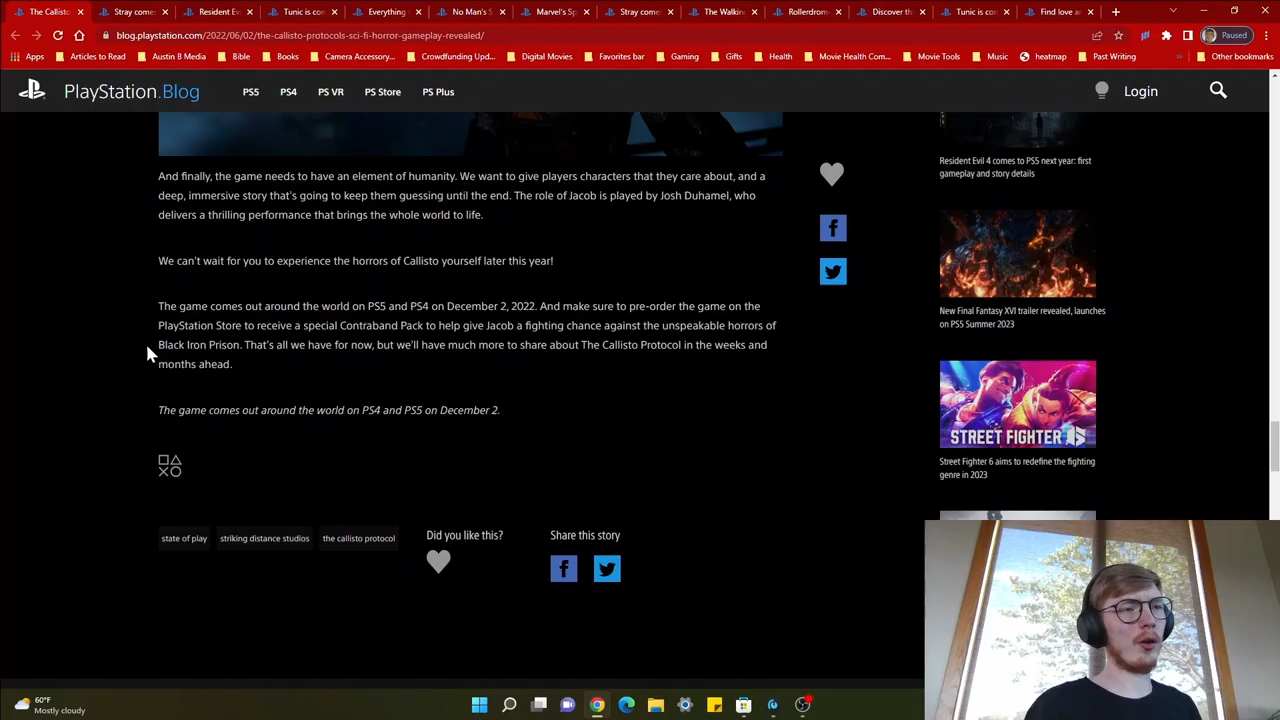 The Callisto
Stray come
Resident Ev
Tunic is con
Everything
No Man's S
Marvel's Sp
Stray come
The Walking
Rollerdrom
Discover th
Tunic is con
Find love a
blog.playstation.com/2022/06/02/the-callisto-protocols-sci-fi-horror-gameplay-revealed/
Paused
Apps
Articles to Read
Austin B Media
Bible
Books
Camera Accessory...
Crowdfunding Upd...
Digital Movies
Favorites bar
Gaming
Gifts
Health
Movie Health Com...
Movie Tools
Music
heatmap
Past Writing
»
Other bookmarks
PlayStation.Blog
PS5
PS4
PS VR
PS Store
PS Plus
Login
And finally, the game needs to have an element of humanity. We want to give players characters that they care about, and a
deep, immersive story that's going to keep them guessing until the end. The role of Jacob is played by Josh Duhamel, who
delivers a thrilling performance that brings the whole world to life.
We can't wait for you to experience the horrors of Callisto yourself later this year!
The game comes out around the world on PS5 and PS4 on December 2, 2022. And make sure to pre-order the game on the
PlayStation Store to receive a special Contraband Pack to help give Jacob a fighting chance against the unspeakable horrors of
Black Iron Prison. That's all we have for now, but we'll have much more to share about The Callisto Protocol in the weeks and
months ahead.
The game comes out around the world on PS4 and PS5 on December 2.
state of play
striking distance studios
the callisto protocol
Did you like this?
Share this story
Resident Evil 4 comes to PS5 next year: first
gameplay and story details
New Final Fantasy XVI trailer revealed, launches
on PS5 Summer 2023
STREET FIGHTER 6
Street Fighter 6 aims to redefine the fighting
genre in 2023
60°F
Mostly cloudy